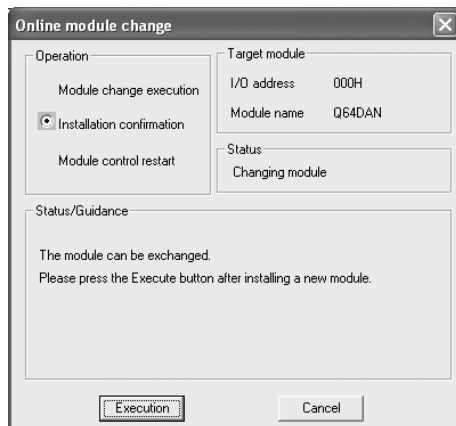 Online module change
Operation
Module change execution
Installation confirmation
Module control restart
Target module
I/O address 000H
Module name Q64DAN
Status
Changing module
Status/Guidance
The module can be exchanged.
Please press the Execute button after installing a new module.
Execution
Cancel